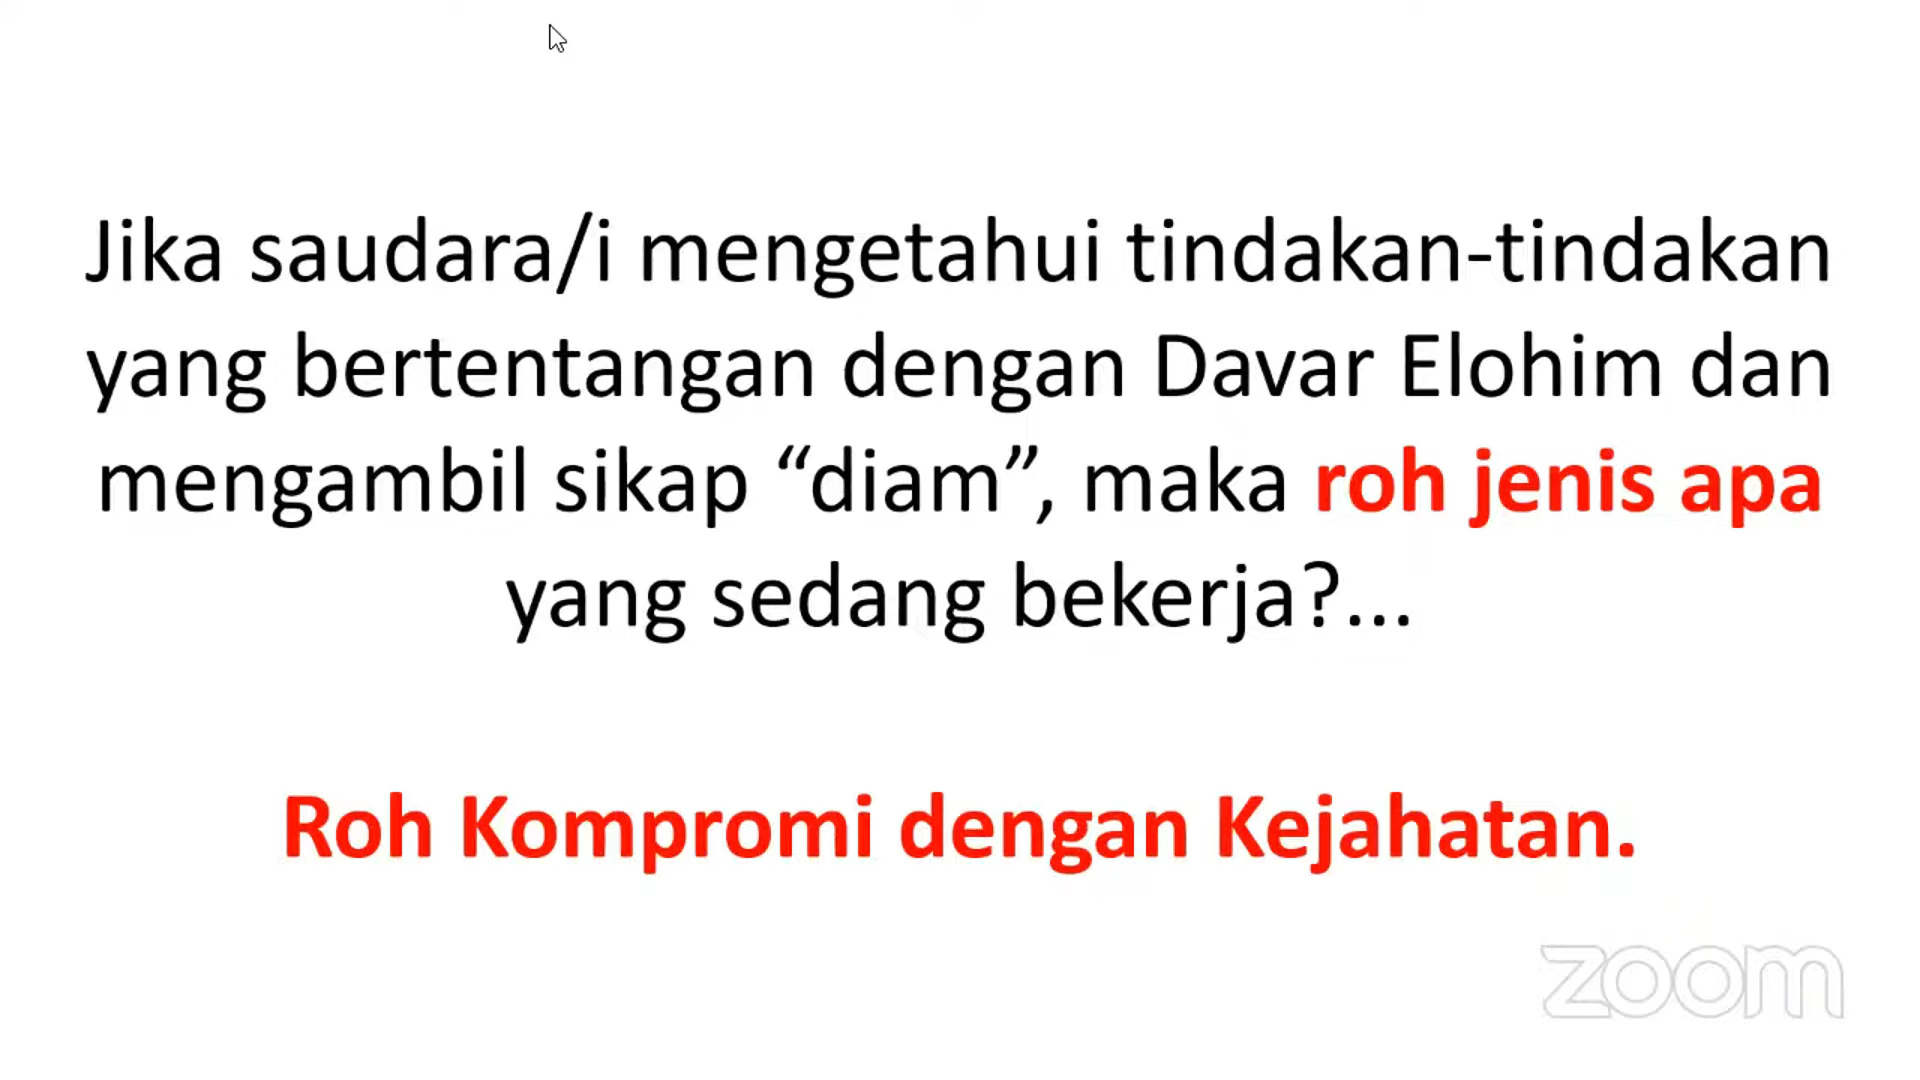 Jika saudara/i mengetahui tindakan-tindakan
yang bertentangan dengan Davar Elohim dan
mengambil sikap “diam”, maka roh jenis apa
yang sedang bekerja?...
Roh Kompromi dengan Kejahatan.
zoom